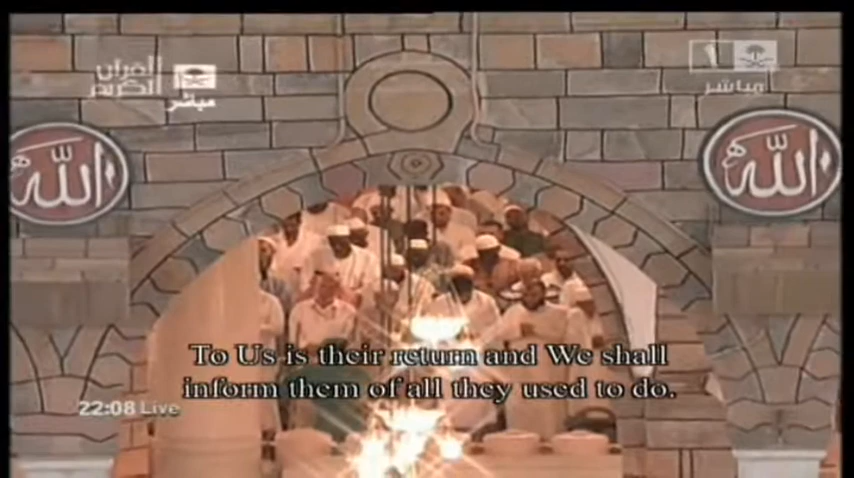 القرآن
الكريم
مباشر
1
مباشر
الله
الله
To Us is their return and We shall
inform them of all they used to do.
22:08 Live